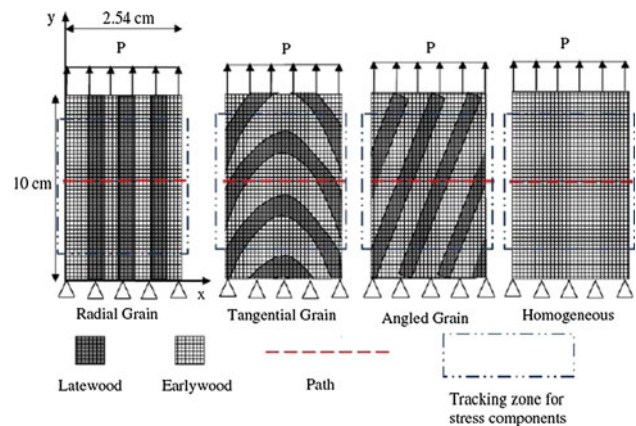 y
2.54 cm
P
P
P
P
10 cm
x
Radial Grain
Tangential Grain
Angled Grain
Homogeneous
Latewood
Earlywood
Path
Tracking zone for
stress components